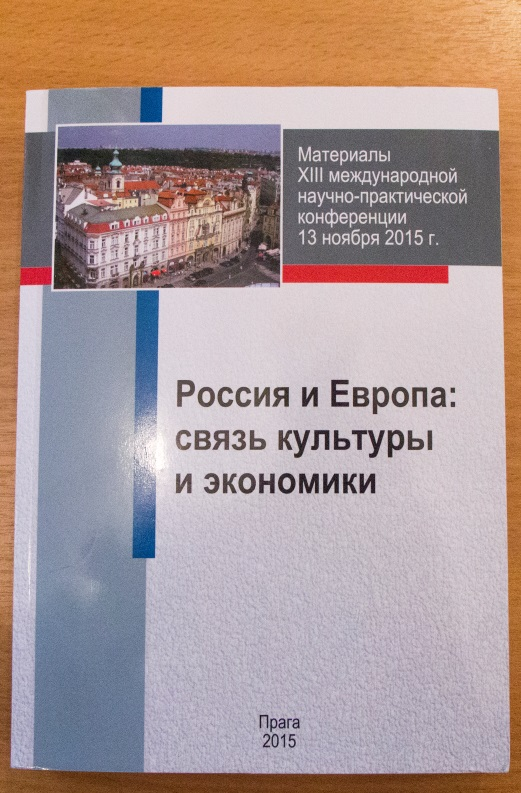 Материалы
XIII международной
научно-практической
конференции
13 ноября 2015 г.
Россия и Европа:
связь культуры
и экономики
Прага
2015